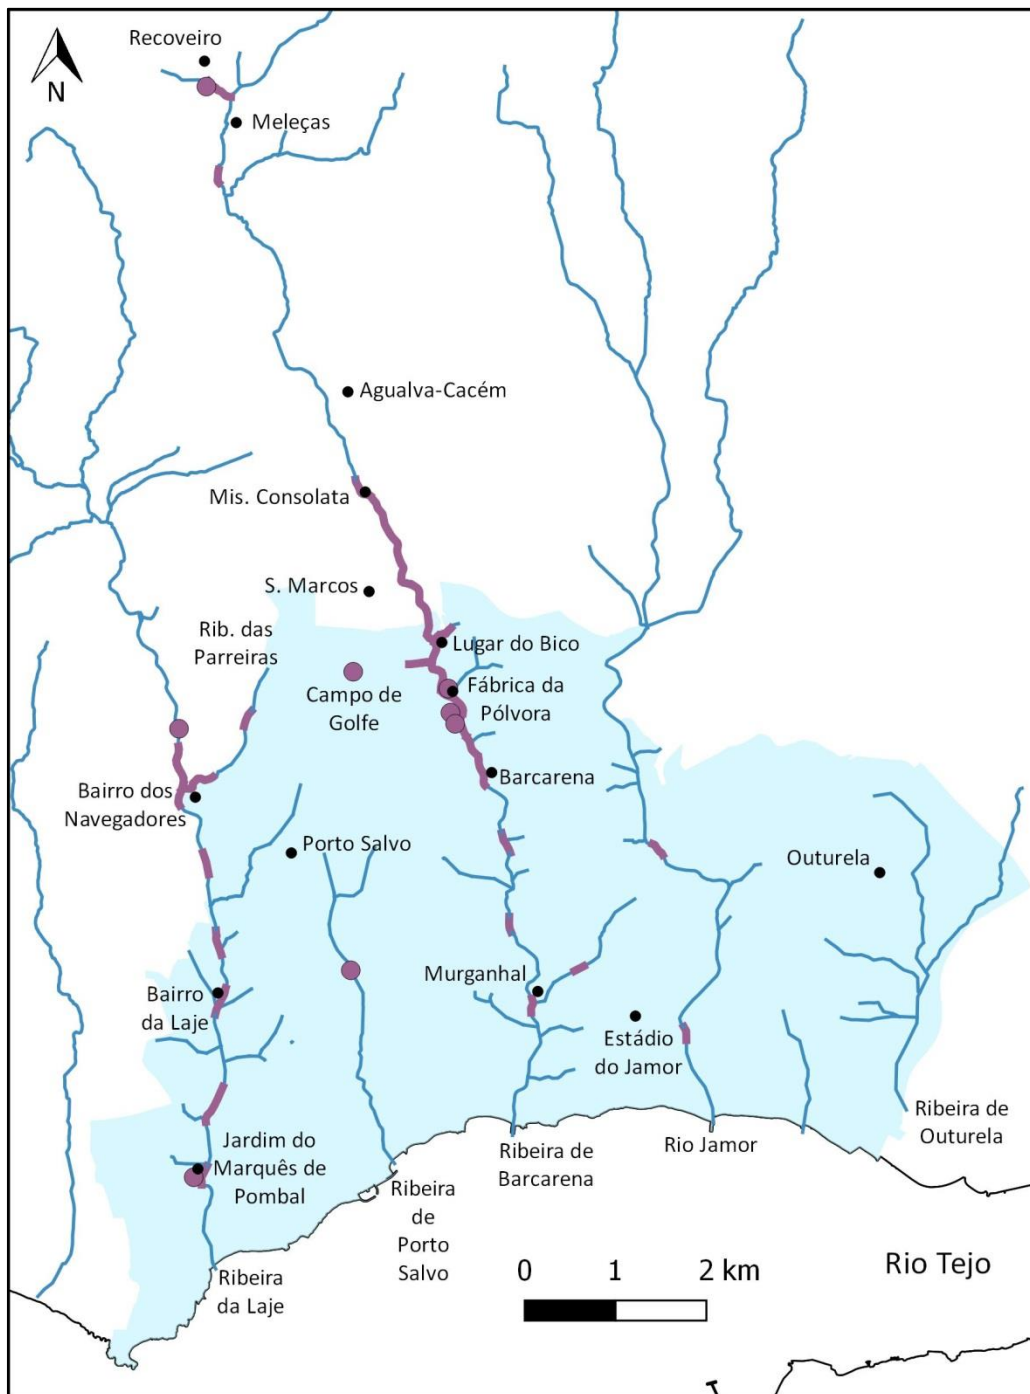 Recoveiro
N
Meleças
Agualva-Cacém
Mis. Consolata
S. Marcos
Rib. das
Parreiras
Lugar do Bico
Campo de
Golfe
Fábrica da
Pólvora
Barcarena
Bairro dos
Navegadores
Porto Salvo
Outurela
Murganhal
Bairro
da Laje
Estádio
do Jamor
Jardim do
Marquês de
Pombal
Ribeira de
Barcarena
Rio Jamor
Ribeira de
Outurela
Ribeira
de
Porto
Salvo
Ribeira
da Laje
0 1 2 km
Rio Tejo